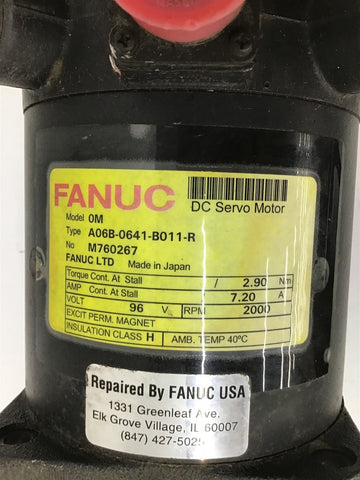 FANUC DC Servo Motor
Model 0M
Type A06B-0641-B011-R
No M760267
FANUC LTD Made in Japan
Torque Cont. At Stall / 2.90 Nm
AMP Cont. At Stall 7.20 A
VOLT 96 V RPM 2000
EXCIT PERM. MAGNET
INSULATION CLASS H AMB. TEMP 40ºC
Repaired By FANUC USA
1331 Greenleaf Ave.
Elk Grove Village, IL 60007
(847) 427-5025